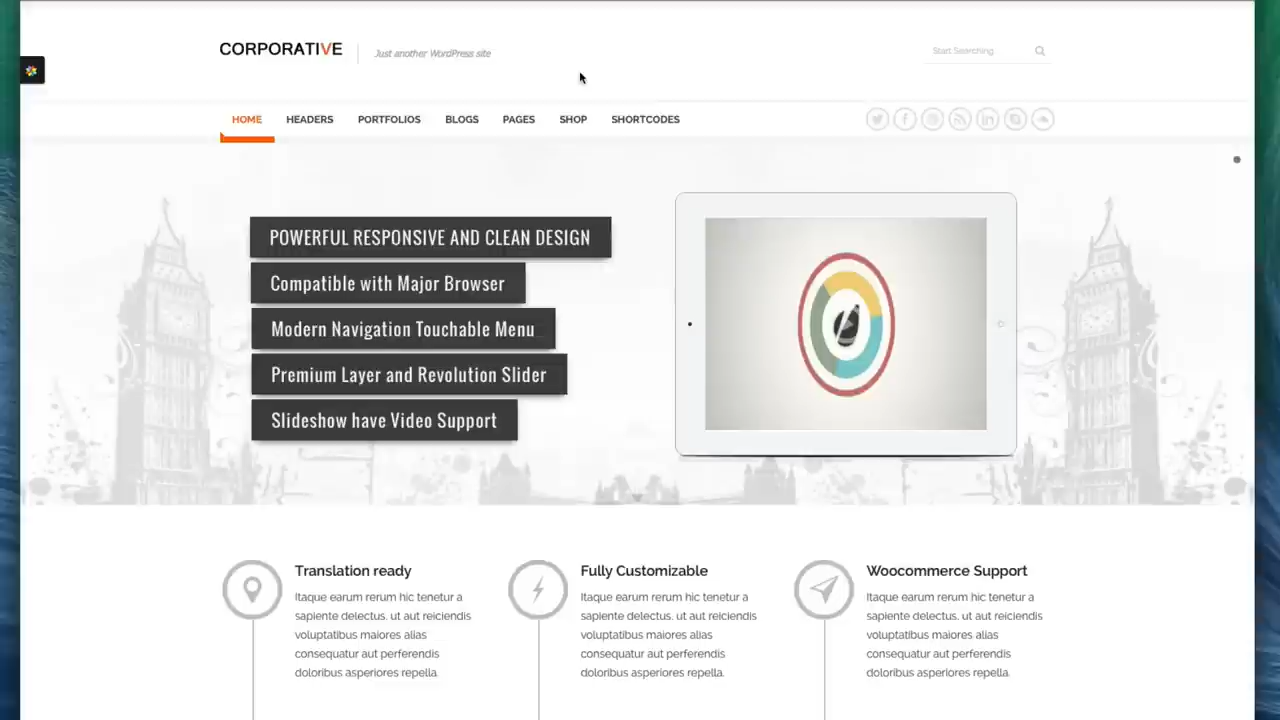 CORPORATIVE
Just another WordPress site
Start Searching
HOME HEADERS PORTFOLIOS BLOGS PAGES SHOP SHORTCODES
POWERFUL RESPONSIVE AND CLEAN DESIGN
Compatible with Major Browser
Modern Navigation Touchable Menu
Premium Layer and Revolution Slider
Slideshow have Video Support
Translation ready
Itaque earum rerum hic tenetur a
sapiente delectus. ut aut reiciendis
voluptatibus maiores alias
consequatur aut perferendis
doloribus asperiores repella.
Fully Customizable
Itaque earum rerum hic tenetur a
sapiente delectus. ut aut reiciendis
voluptatibus maiores alias
consequatur aut perferendis
doloribus asperiores repella.
Woocommerce Support
Itaque earum rerum hic tenetur a
sapiente delectus. ut aut reiciendis
voluptatibus maiores alias
consequatur aut perferendis
doloribus asperiores repella.